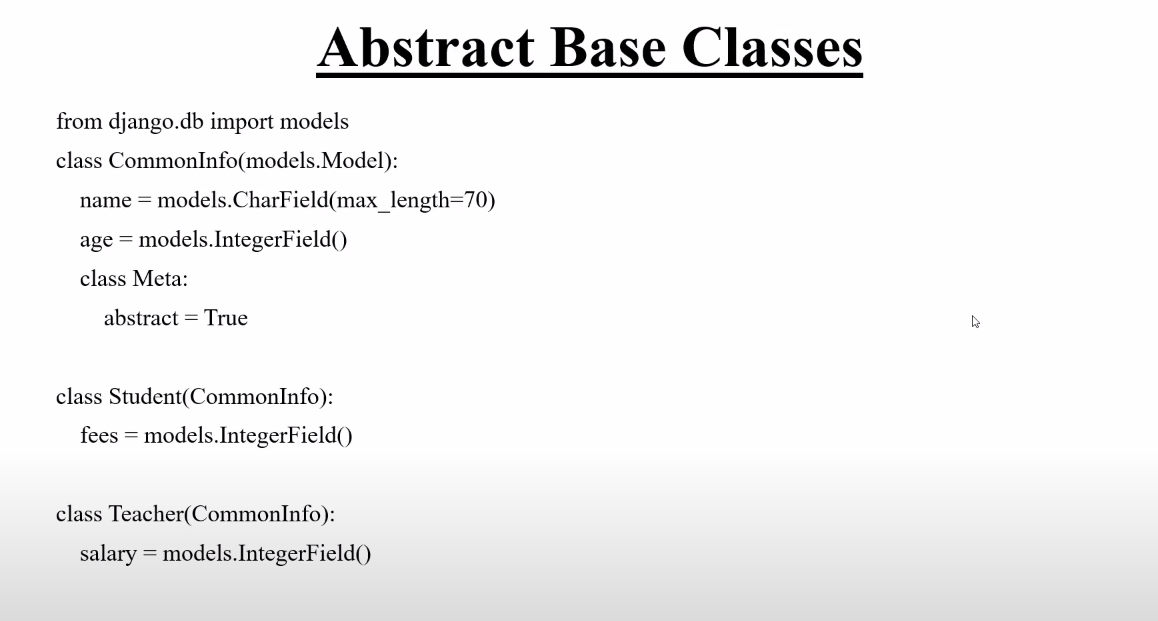 Abstract Base Classes
from django.db import models
class CommonInfo(models.Model):
name = models.CharField(max_length=70)
age = models.IntegerField()
class Meta:
abstract = True
class Student(CommonInfo):
fees = models.IntegerField()
class Teacher(CommonInfo):
salary = models.IntegerField()